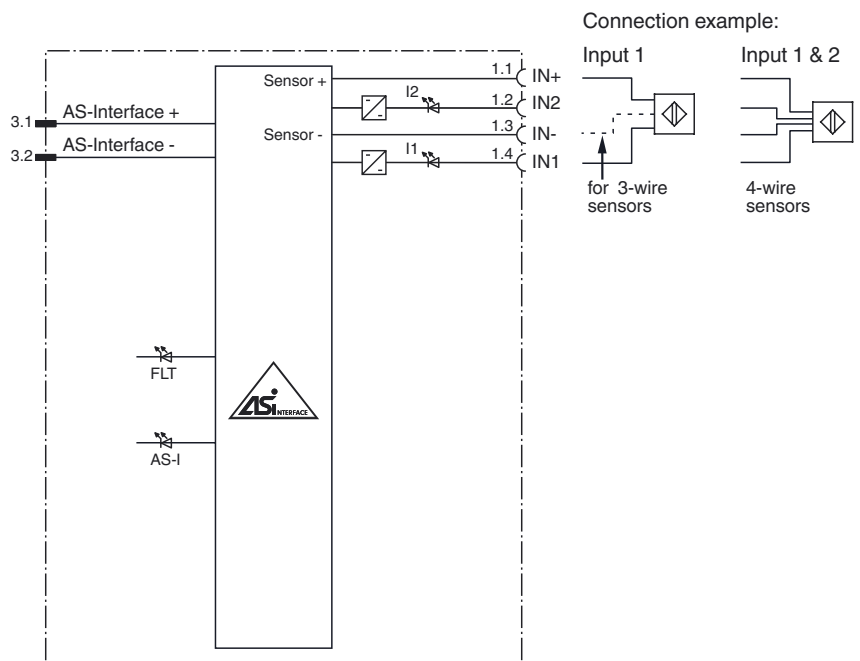 Connection example:
Input 1
Input 1 & 2
Sensor +
1.1
IN+
I2
1.2
IN2
3.1
AS-Interface +
Sensor -
1.3
IN-
3.2
AS-Interface -
I1
1.4
IN1
for 3-wire
sensors
4-wire
sensors
FLT
ASi
INTERFACE
AS-I